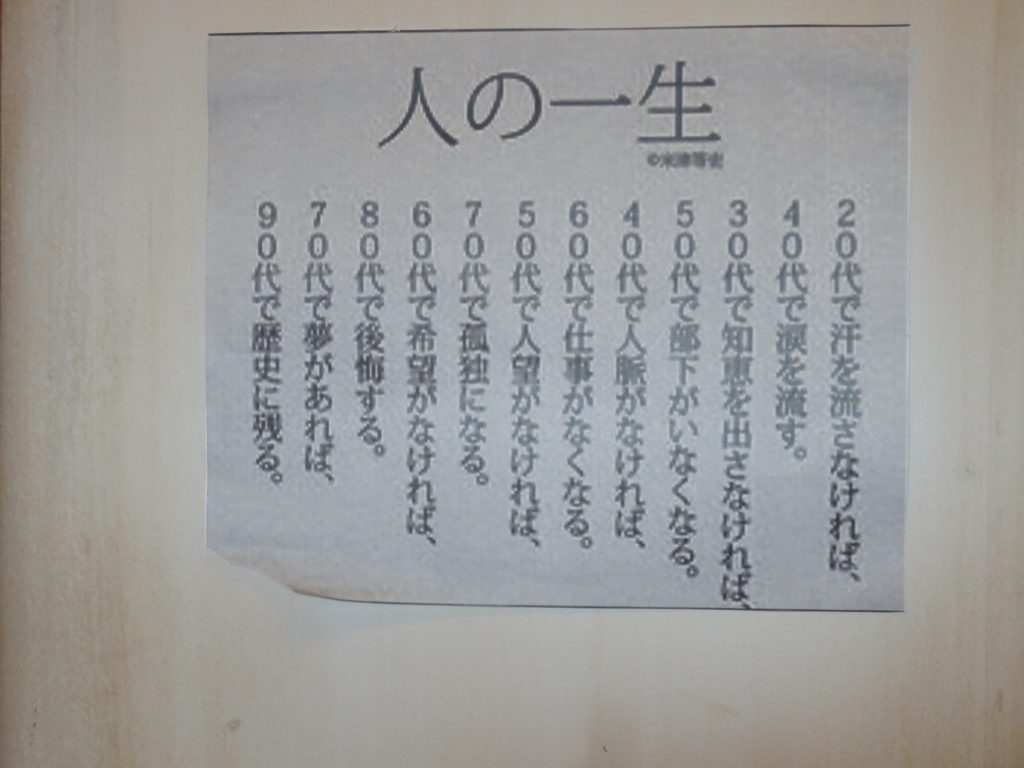 人の一生
20代で汗を流さなければ、
40代で涙を流す。
30代で知恵を出さなければ、
50代で部下がいなくなる。
40代で人脈がなければ、
60代で仕事がなくなる。
50代で人望がなければ、
70代で孤独になる。
60代で希望がなければ、
80代で後悔する。
70代で夢があれば、
90代で歴史に残る。